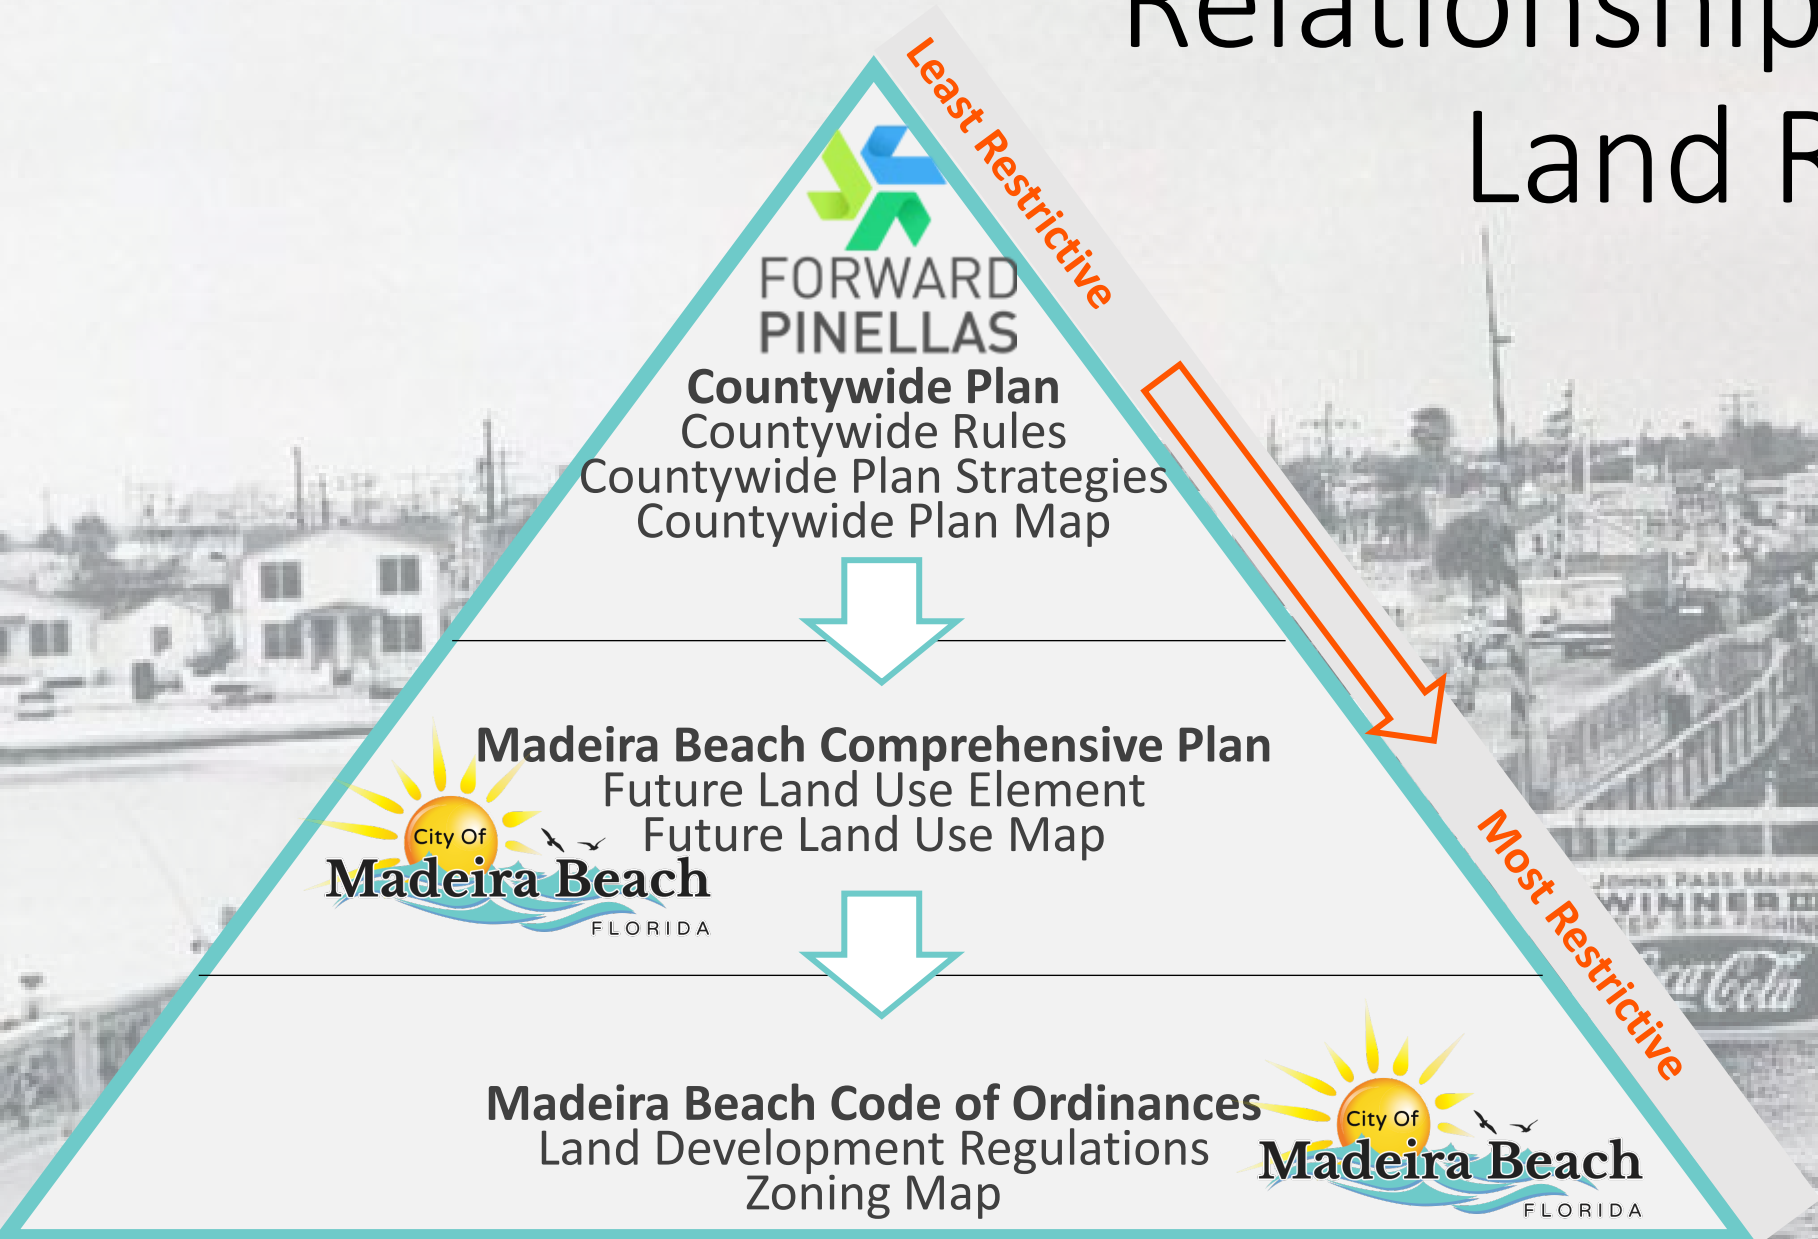 Relationship
Land R
Least Restrictive
FORWARD
PINELLAS
Countywide Plan
Countywide Rules
Countywide Plan Strategies
Countywide Plan Map
Madeira Beach Comprehensive Plan
Future Land Use Element
Future Land Use Map
City Of
Madeira Beach
FLORIDA
Most Restrictive
WINNER
Coca Cola
Madeira Beach Code of Ordinances
Land Development Regulations
Zoning Map
City Of
Madeira Beach
FLORIDA